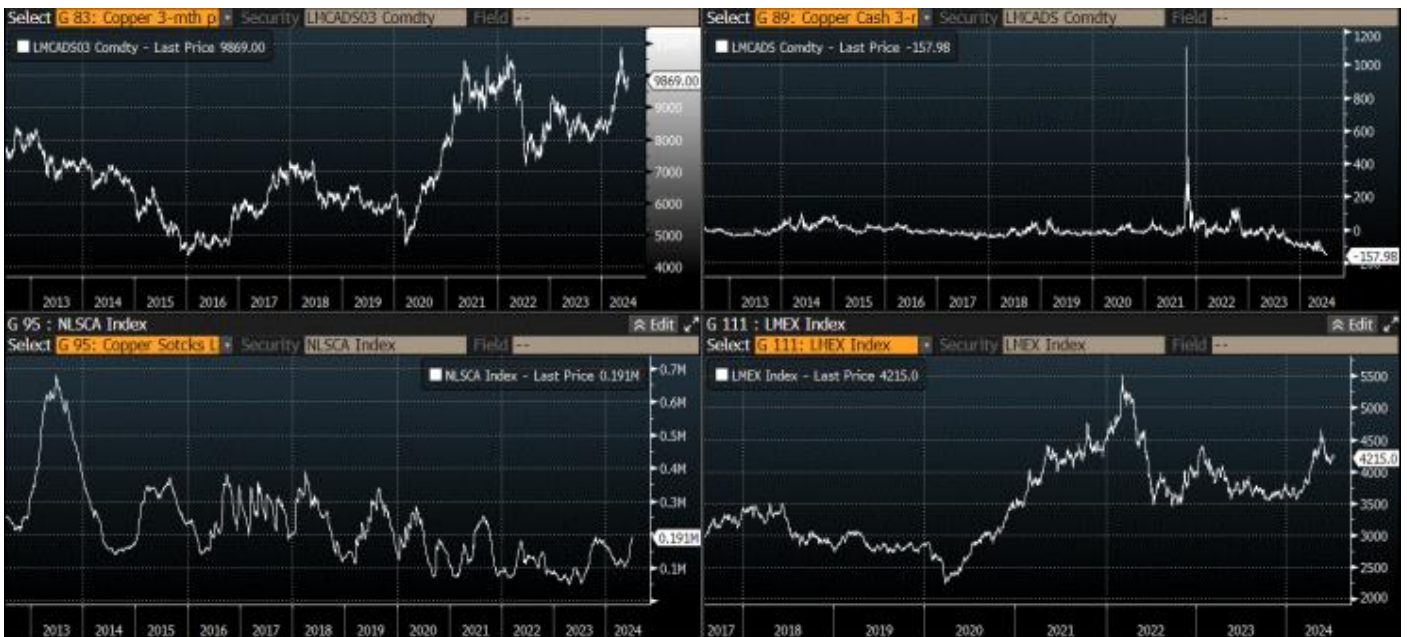 Select G 83: Copper 3-mth p Security LMCADS03 Comdty Field --
LMCADS03 Comdty - Last Price 9869.00
9869.00
9000
8000
7000
6000
5000
4000
2013 2014 2015 2016 2017 2018 2019 2020 2021 2022 2023 2024
Select G 89: Copper Cash 3-r Security LMCADS Comdty Field --
LMCADS Comdty - Last Price -157.98
1200
1000
800
600
400
200
0
-157.98
2013 2014 2015 2016 2017 2018 2019 2020 2021 2022 2023 2024
G 95 : NLSCA Index Edit
Select G 95: Copper Sotcks L Security NLSCA Index Field --
NLSCA Index - Last Price 0.191M
0.7M
0.6M
0.5M
0.4M
0.3M
0.191M
0.1M
2013 2014 2015 2016 2017 2018 2019 2020 2021 2022 2023 2024
G 111 : LMEX Index Edit
Select G 111: LMEX Index Security LMEX Index Field --
LMEX Index - Last Price 4215.0
5500
5000
4500
4215.0
4000
3500
3000
2500
2000
2017 2018 2019 2020 2021 2022 2023 2024